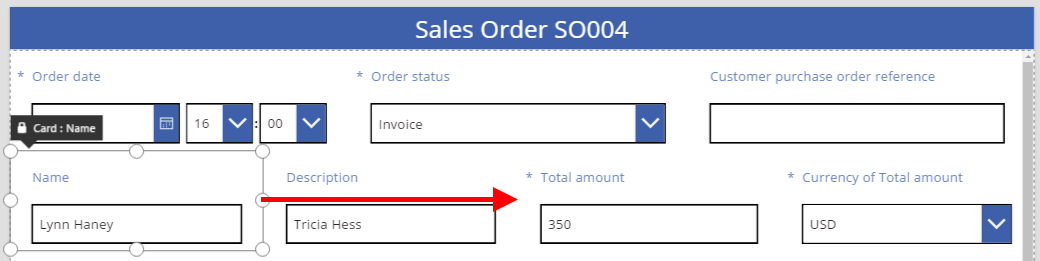 Sales Order SO004
* Order date
* Order status
Customer purchase order reference
16
:
00
Invoice
Card : Name
Name
Description
* Total amount
* Currency of Total amount
Lynn Haney
Tricia Hess
350
USD